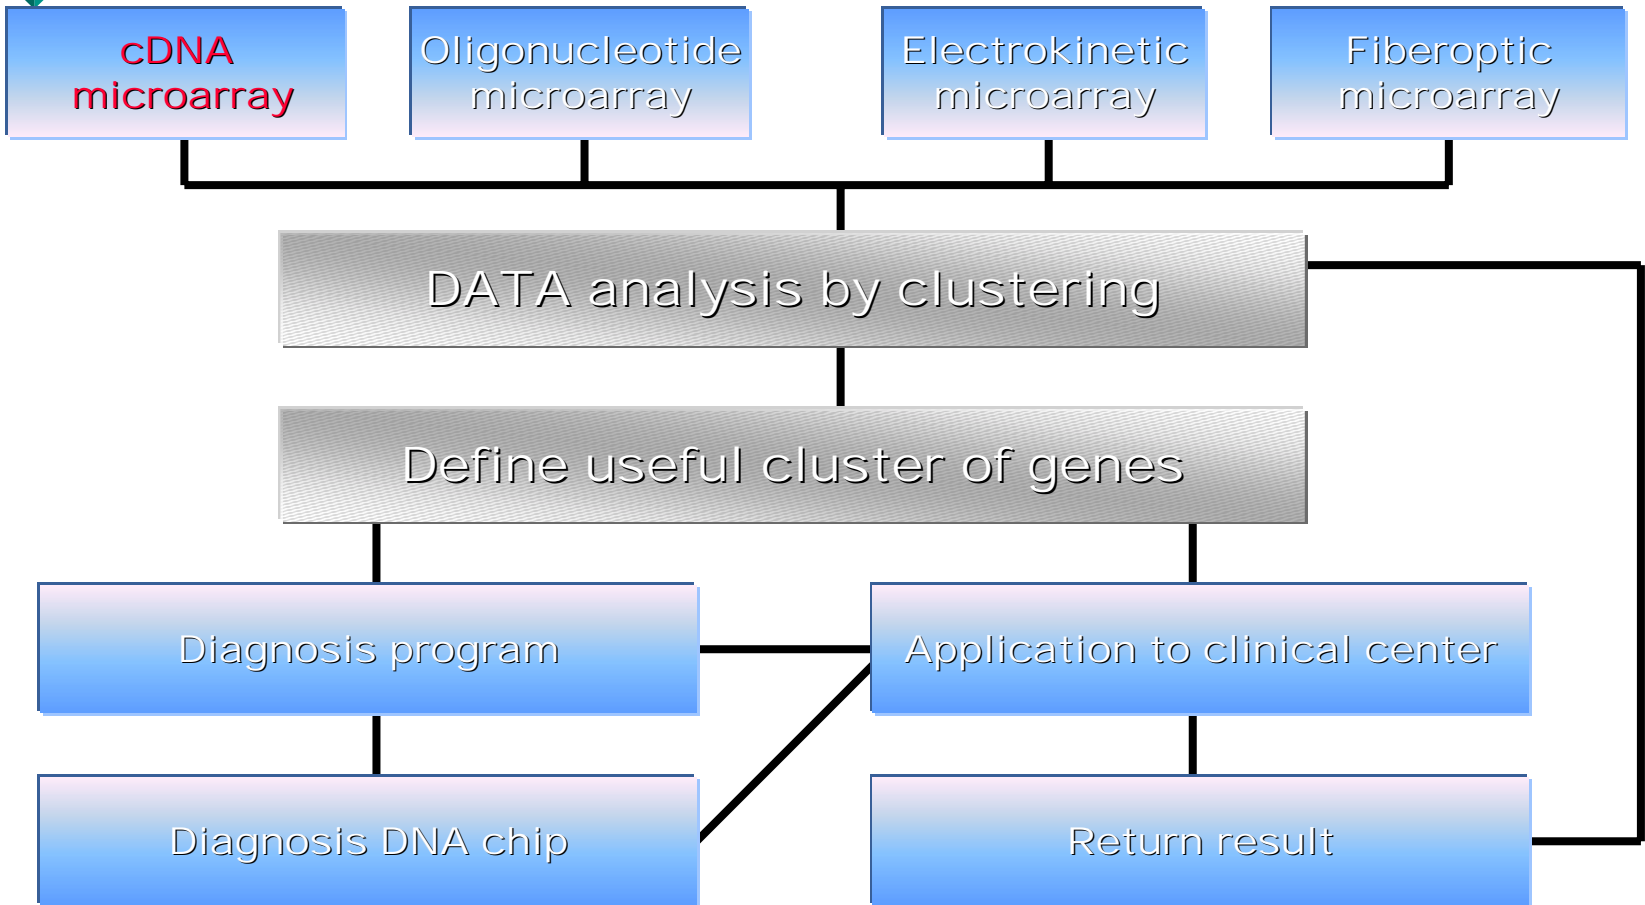 cDNA
microarray
Oligonucleotide
microarray
Electrokinetic
microarray
Fiberoptic
microarray
DATA analysis by clustering
Define useful cluster of genes
Diagnosis program
Application to clinical center
Diagnosis DNA chip
Return result